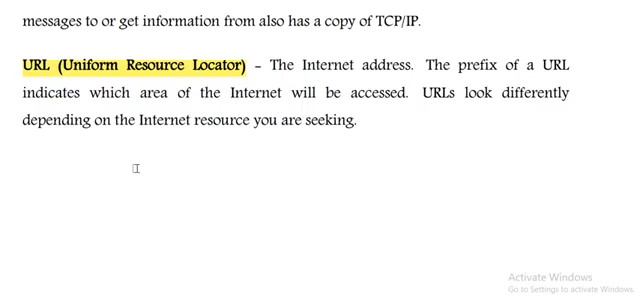 messages to or get information from also has a copy of TCP/IP.
URL (Uniform Resource Locator) – The Internet address. The prefix of a URL
indicates which area of the Internet will be accessed. URLs look differently
depending on the Internet resource you are seeking.
Activate Windows
Go to Settings to activate Windows.